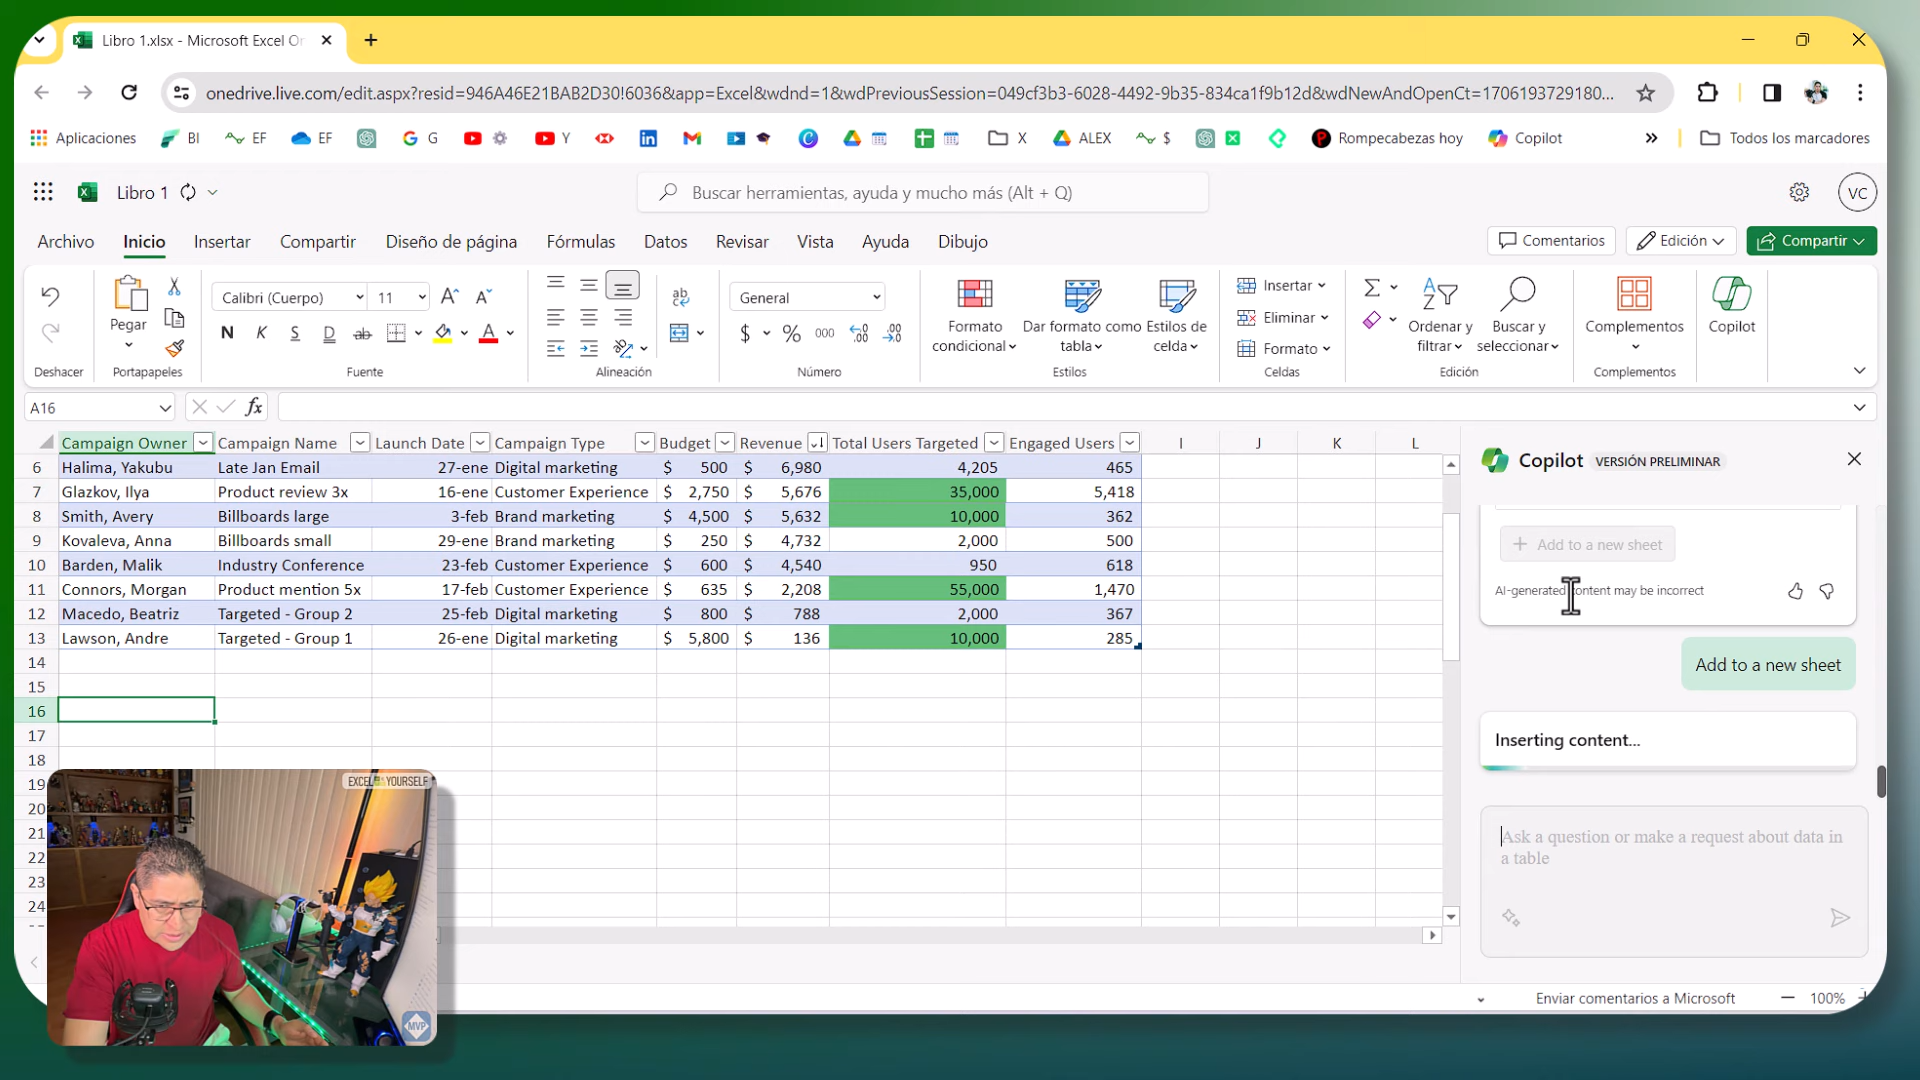 Libro 1.xlsx - Microsoft Excel On
onedrive.live.com/edit.aspx?resid=946A46E21BAB2D30!6036&app=Excel&wdnd=1&wdPreviousSession=049cf3b3-6028-4492-9b35-834ca1f9b12d&wdNewAndOpenCt=1706193729180...
Aplicaciones BI EF EF G Y X ALEX $ Rompecabezas hoy Copilot » Todos los marcadores
Libro 1 Buscar herramientas, ayuda y mucho más (Alt + Q) VC
Archivo Inicio Insertar Compartir Diseño de página Fórmulas Datos Revisar Vista Ayuda Dibujo Comentarios Edición Compartir
Pegar Calibri (Cuerpo) 11 A A General Insertar
N K S D ab A ab $ % 000 Eliminar
Formato condicional Dar formato como tabla Estilos de celda Formato
Ordenar y filtrar Buscar y seleccionar Complementos Copilot
Deshacer Portapapeles Fuente Alineación Número Estilos Celdas Edición Complementos
A16 fx
Campaign Owner Campaign Name Launch Date Campaign Type Budget Revenue Total Users Targeted Engaged Users I J K L
6 Halima, Yakubu Late Jan Email 27-ene Digital marketing $ 500 $ 6,980 4,205 465
7 Glazkov, Ilya Product review 3x 16-ene Customer Experience $ 2,750 $ 5,676 35,000 5,418
8 Smith, Avery Billboards large 3-feb Brand marketing $ 4,500 $ 5,632 10,000 362
9 Kovaleva, Anna Billboards small 29-ene Brand marketing $ 250 $ 4,732 2,000 500
10 Barden, Malik Industry Conference 23-feb Customer Experience $ 600 $ 4,540 950 618
11 Connors, Morgan Product mention 5x 17-feb Customer Experience $ 635 $ 2,208 55,000 1,470
12 Macedo, Beatriz Targeted - Group 2 25-feb Digital marketing $ 800 $ 788 2,000 367
13 Lawson, Andre Targeted - Group 1 26-ene Digital marketing $ 5,800 $ 136 10,000 285
14
15
16
17
18
19
20
21
22
23
24
EXCEL YOURSELF
MVP
Copilot VERSIÓN PRELIMINAR
+ Add to a new sheet
AI-generated content may be incorrect
Add to a new sheet
Inserting content...
Ask a question or make a request about data in
a table
Enviar comentarios a Microsoft 100%